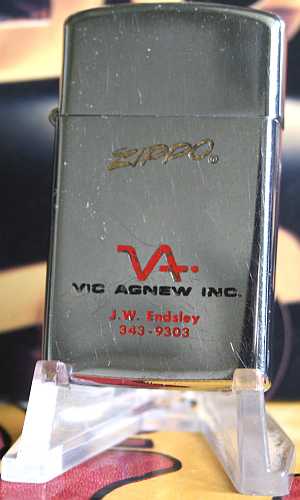 ZIPPO®
VA.
VIC AGNEW INC.
J.W. Endsley
343-9303